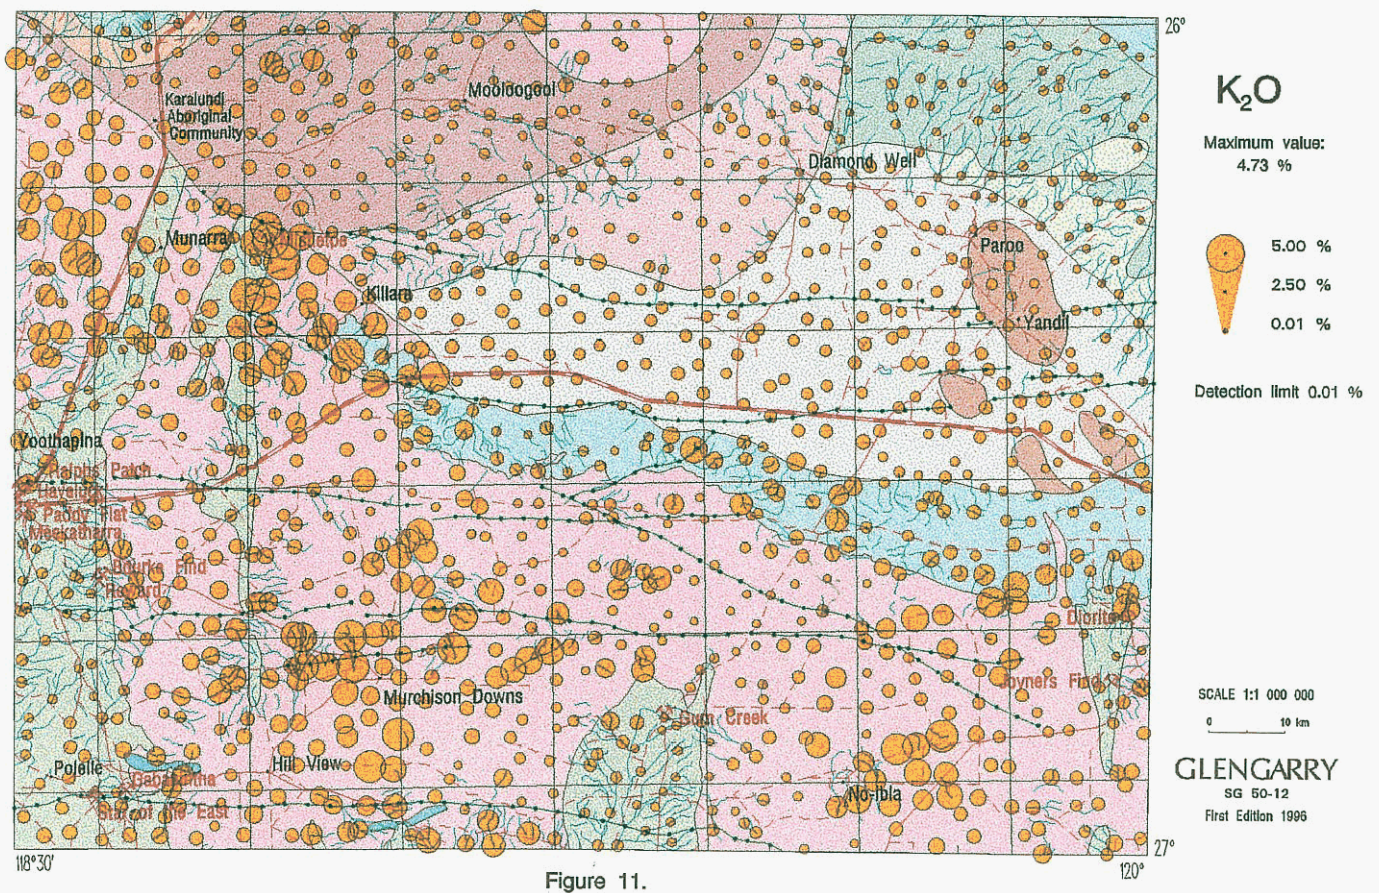 26°
K₂O
Maximum value:
4.73 %
5.00 %
2.50 %
0.01 %
Detection limit 0.01 %
Mooloogool
Karalundi
Aboriginal
Community
Diamond Well
Munarra
Paroo
Killara
Yandil
Yoothapina
Ralphs Patch
Haveluck
Paddy Flat
Meekatharra
Bourke Find
Howard
Diorite
Joyners Find
Murchison Downs
Gum Creek
Polelle
Hill View
Gabanintha
No-ibla
Star of the East
SCALE 1:1 000 000
0 10 km
GLENGARRY
SG 50-12
First Edition 1996
118°30'
120°
27°
Figure 11.